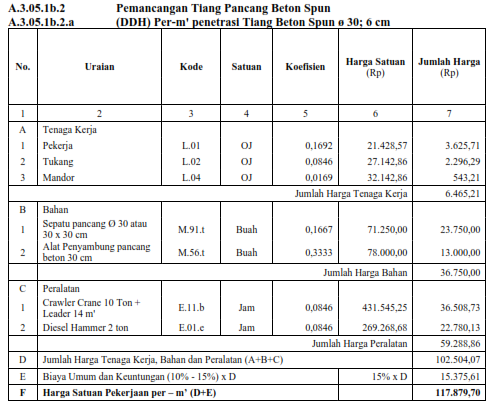 A.3.05.1b.2 Pemancangan Tiang Pancang Beton Spun
A.3.05.1b.2.a (DDH) Per-m' penetrasi Tiang Beton Spun ø 30; 6 cm
No. Uraian Kode Satuan Koefisien Harga Satuan (Rp) Jumlah Harga (Rp)
1 2 3 4 5 6 7
A Tenaga Kerja
1 Pekerja L.01 OJ 0,1692 21.428,57 3.625,71
2 Tukang L.02 OJ 0,0846 27.142,86 2.296,29
3 Mandor L.04 OJ 0,0169 32.142,86 543,21
Jumlah Harga Tenaga Kerja 6.465,21
B Bahan
1 Sepatu pancang Ø 30 atau 30 x 30 cm M.91.t Buah 0,1667 71.250,00 23.750,00
2 Alat Penyambung pancang beton 30 cm M.56.t Buah 0,3333 78.000,00 13.000,00
Jumlah Harga Bahan 36.750,00
C Peralatan
1 Crawler Crane 10 Ton + Leader 14 m' E.11.b Jam 0,0846 431.545,25 36.508,73
2 Diesel Hammer 2 ton E.01.e Jam 0,0846 269.268,68 22.780,13
Jumlah Harga Peralatan 59.288,86
D Jumlah Harga Tenaga Kerja, Bahan dan Peralatan (A+B+C) 102.504,07
E Biaya Umum dan Keuntungan (10% - 15%) x D 15% x D 15.375,61
F Harga Satuan Pekerjaan per – m' (D+E) 117.879,70